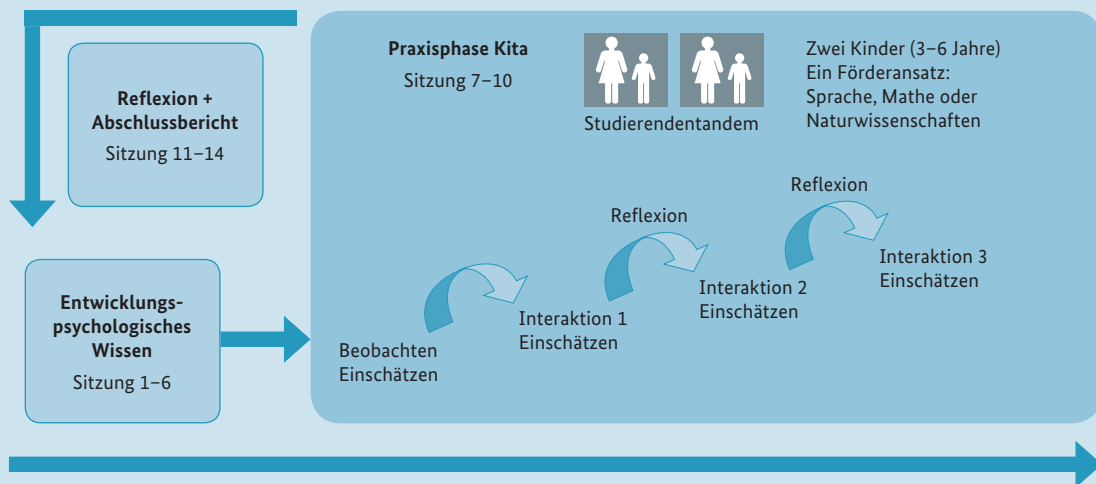 Reflexion +
Abschlussbericht
Sitzung 11–14
Entwicklungs-
psychologisches
Wissen
Sitzung 1–6
Praxisphase Kita
Sitzung 7–10
Studierendentandem
Zwei Kinder (3–6 Jahre)
Ein Förderansatz:
Sprache, Mathe oder
Naturwissenschaften
Beobachten
Einschätzen
Interaktion 1
Einschätzen
Reflexion
Interaktion 2
Einschätzen
Reflexion
Interaktion 3
Einschätzen